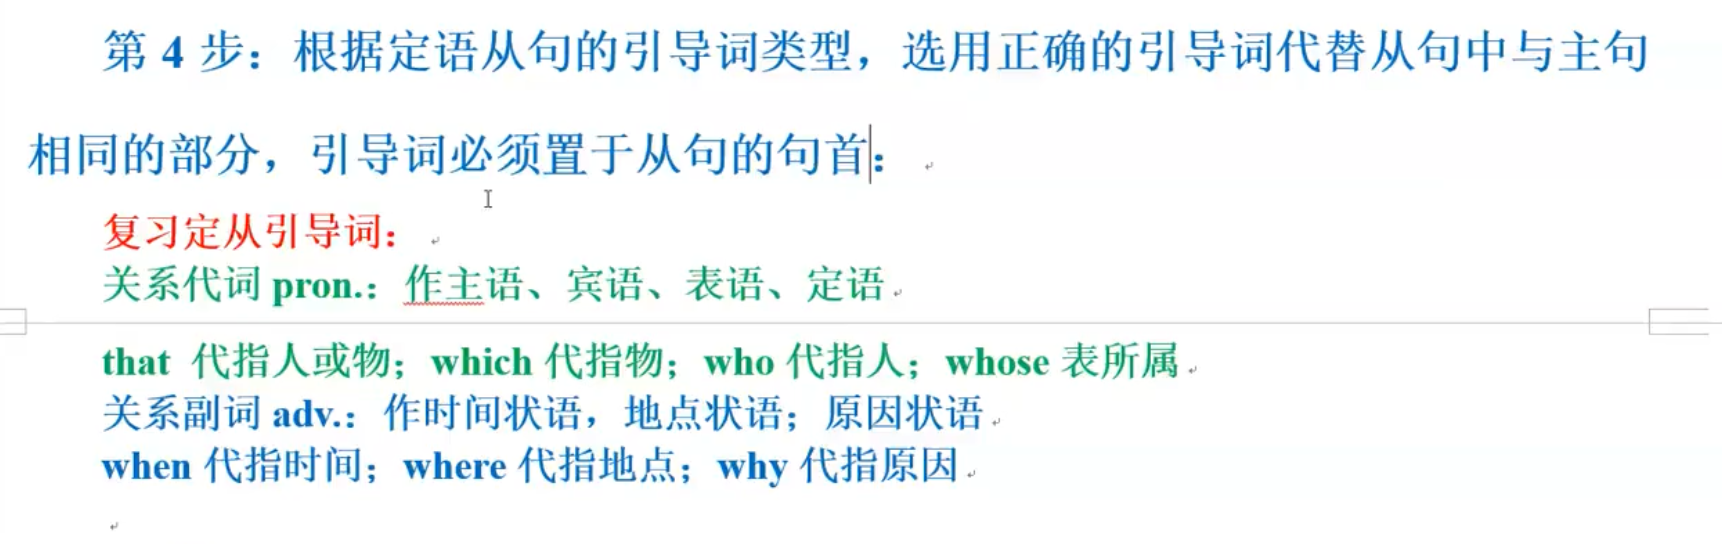 第 4 步：根据定语从句的引导词类型，选用正确的引导词代替从句中与主句
相同的部分，引导词必须置于从句的句首：
复习定从引导词：
关系代词 pron.：作主语、宾语、表语、定语
that 代指人或物；which 代指物；who 代指人；whose 表所属
关系副词 adv.：作时间状语，地点状语；原因状语
when 代指时间；where 代指地点；why 代指原因